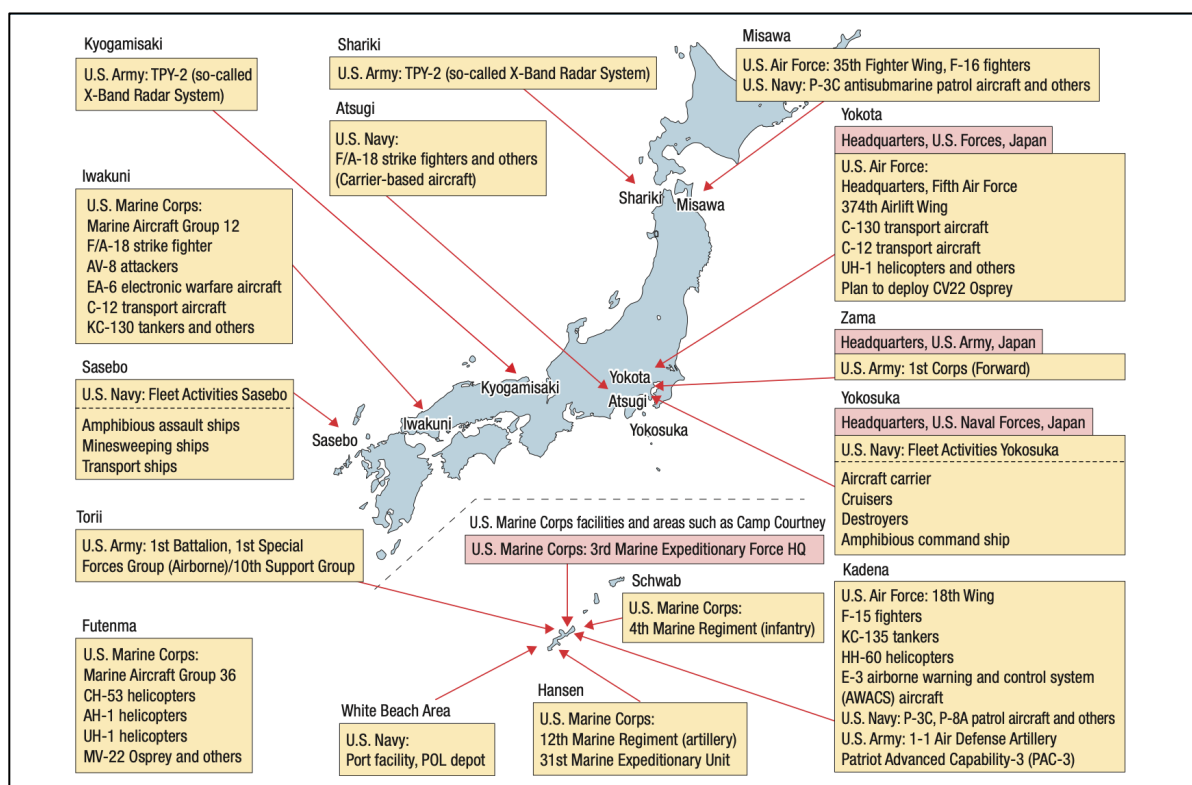 Kyogamisaki
U.S. Army: TPY-2 (so-called
X-Band Radar System)
Shariki
U.S. Army: TPY-2 (so-called X-Band Radar System)
Misawa
U.S. Air Force: 35th Fighter Wing, F-16 fighters
U.S. Navy: P-3C antisubmarine patrol aircraft and others
Atsugi
U.S. Navy:
F/A-18 strike fighters and others
(Carrier-based aircraft)
Yokota
Headquarters, U.S. Forces, Japan
U.S. Air Force:
Headquarters, Fifth Air Force
374th Airlift Wing
C-130 transport aircraft
C-12 transport aircraft
UH-1 helicopters and others
Plan to deploy CV22 Osprey
Iwakuni
U.S. Marine Corps:
Marine Aircraft Group 12
F/A-18 strike fighter
AV-8 attackers
EA-6 electronic warfare aircraft
C-12 transport aircraft
KC-130 tankers and others
Shariki
Misawa
Zama
Headquarters, U.S. Army, Japan
U.S. Army: 1st Corps (Forward)
Sasebo
U.S. Navy: Fleet Activities Sasebo
Amphibious assault ships
Minesweeping ships
Transport ships
Kyogamisaki
Yokota
Atsugi
Iwakuni
Sasebo
Yokosuka
Yokosuka
Headquarters, U.S. Naval Forces, Japan
U.S. Navy: Fleet Activities Yokosuka
Aircraft carrier
Cruisers
Destroyers
Amphibious command ship
Torii
U.S. Army: 1st Battalion, 1st Special
Forces Group (Airborne)/10th Support Group
U.S. Marine Corps facilities and areas such as Camp Courtney
U.S. Marine Corps: 3rd Marine Expeditionary Force HQ
Schwab
U.S. Marine Corps:
4th Marine Regiment (infantry)
Kadena
U.S. Air Force: 18th Wing
F-15 fighters
KC-135 tankers
HH-60 helicopters
E-3 airborne warning and control system
(AWACS) aircraft
U.S. Navy: P-3C, P-8A patrol aircraft and others
U.S. Army: 1-1 Air Defense Artillery
Patriot Advanced Capability-3 (PAC-3)
Futenma
U.S. Marine Corps:
Marine Aircraft Group 36
CH-53 helicopters
AH-1 helicopters
UH-1 helicopters
MV-22 Osprey and others
White Beach Area
U.S. Navy:
Port facility, POL depot
Hansen
U.S. Marine Corps:
12th Marine Regiment (artillery)
31st Marine Expeditionary Unit